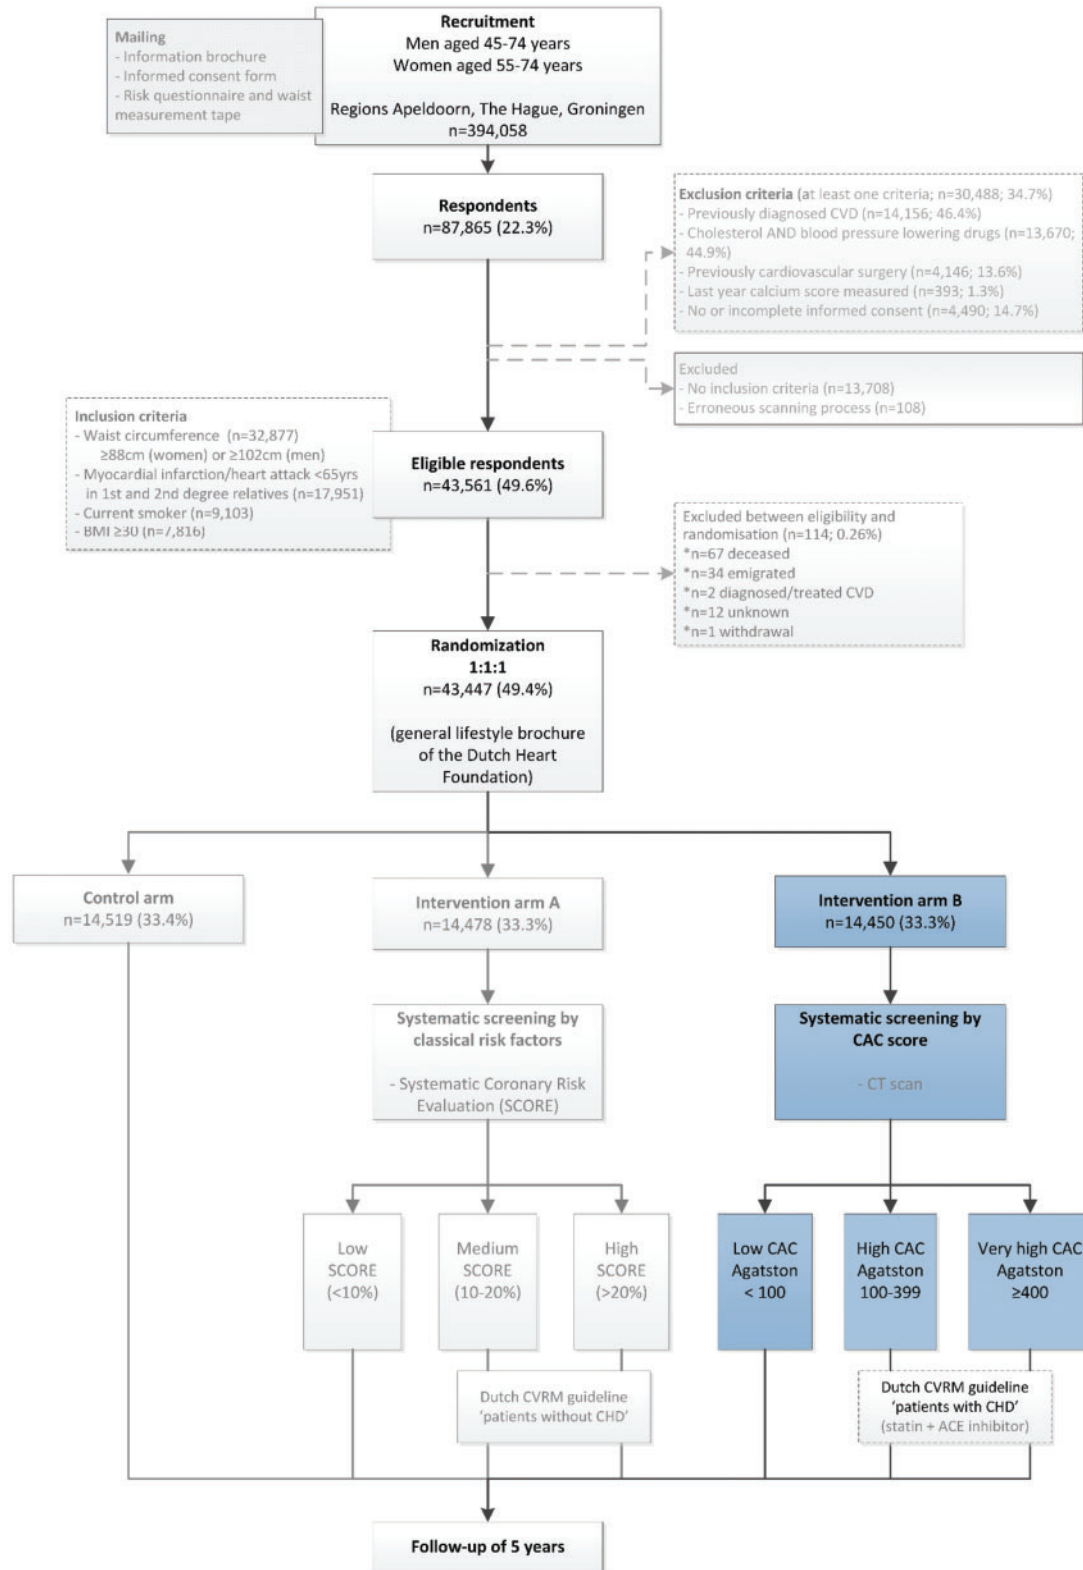 Mailing
- Information brochure
- Informed consent form
- Risk questionnaire and waist
measurement tape
Recruitment
Men aged 45-74 years
Women aged 55-74 years
Regions Apeldoorn, The Hague, Groningen
n=394,058
Respondents
n=87,865 (22.3%)
Exclusion criteria (at least one criteria; n=30,488; 34.7%)
- Previously diagnosed CVD (n=14,156; 46.4%)
- Cholesterol AND blood pressure lowering drugs (n=13,670;
44.9%)
- Previously cardiovascular surgery (n=4,146; 13.6%)
- Last year calcium score measured (n=393; 1.3%)
- No or incomplete informed consent (n=4,490; 14.7%)
Excluded
- No inclusion criteria (n=13,708)
- Erroneous scanning process (n=108)
Inclusion criteria
- Waist circumference (n=32,877)
≥88cm (women) or ≥102cm (men)
- Myocardial infarction/heart attack <65yrs
in 1st and 2nd degree relatives (n=17,951)
- Current smoker (n=9,103)
- BMI ≥30 (n=7,816)
Eligible respondents
n=43,561 (49.6%)
Excluded between eligibility and
randomisation (n=114; 0.26%)
*n=67 deceased
*n=34 emigrated
*n=2 diagnosed/treated CVD
*n=12 unknown
*n=1 withdrawal
Randomization
1:1:1
n=43,447 (49.4%)
(general lifestyle brochure
of the Dutch Heart
Foundation)
Control arm
n=14,519 (33.4%)
Intervention arm A
n=14,478 (33.3%)
Intervention arm B
n=14,450 (33.3%)
Systematic screening by
classical risk factors
- Systematic Coronary Risk
Evaluation (SCORE)
Systematic screening by
CAC score
- CT scan
Low
SCORE
(<10%)
Medium
SCORE
(10-20%)
High
SCORE
(>20%)
Low CAC
Agatston
< 100
High CAC
Agatston
100-399
Very high CAC
Agatston
≥400
Dutch CVRM guideline
'patients without CHD'
Dutch CVRM guideline
'patients with CHD'
(statin + ACE inhibitor)
Follow-up of 5 years